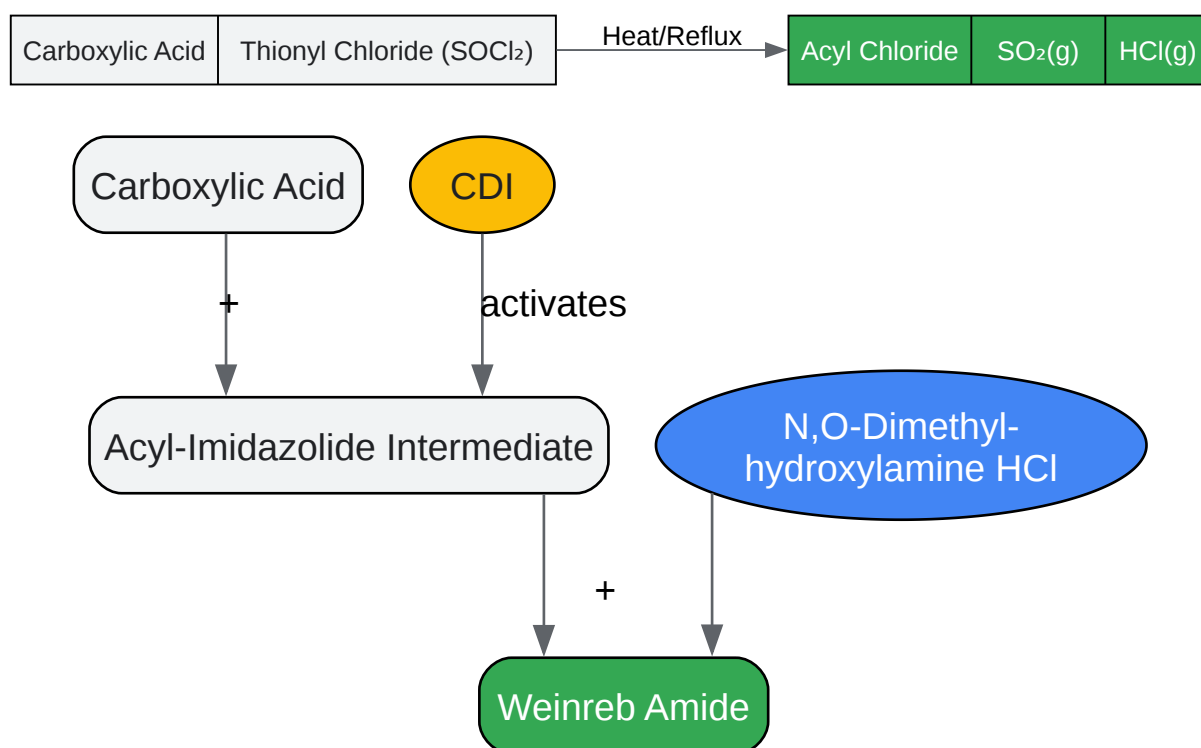 Carboxylic Acid
Thionyl Chloride (SOCl₂)
Heat/Reflux
Acyl Chloride
SO₂(g)
HCl(g)
Carboxylic Acid
CDI
+
activates
Acyl-Imidazolide Intermediate
N,O-Dimethyl-
hydroxylamine HCl
+
Weinreb Amide